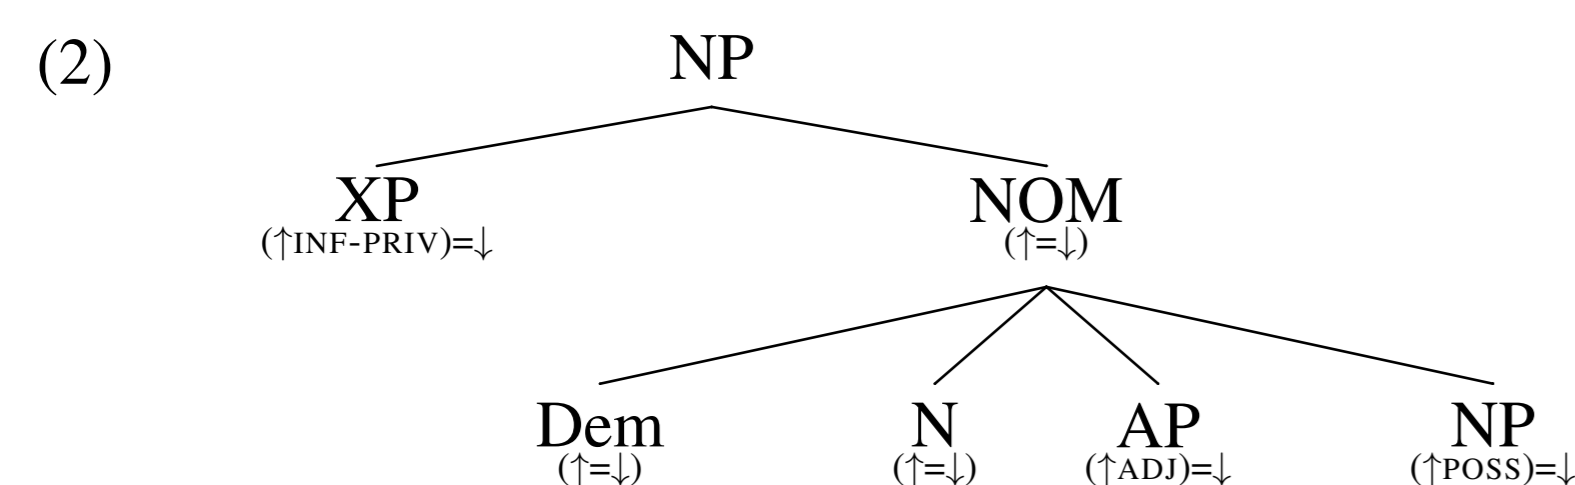 (2) NP
XP NOM
(↑INF-PRIV)=↓ (↑=↓)
Dem N AP NP
(↑=↓) (↑=↓) (↑ADJ)=↓ (↑POSS)=↓